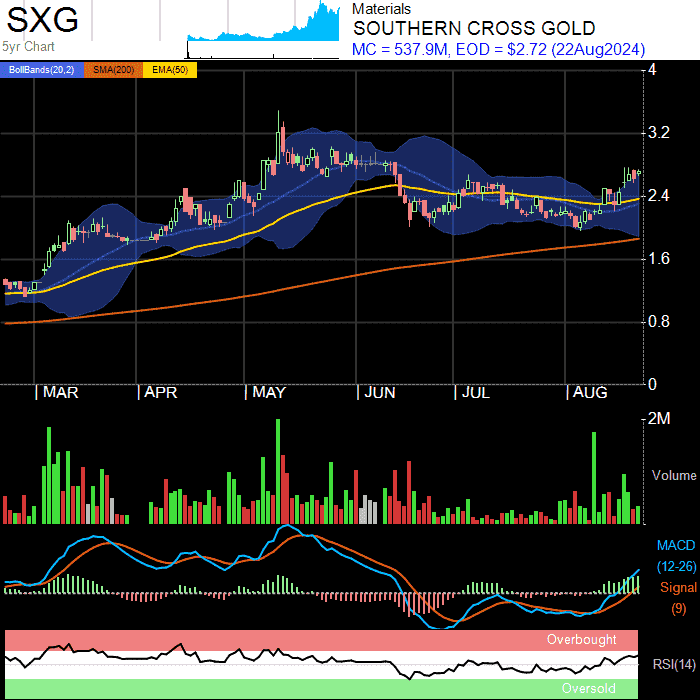 SXG
5yr Chart
Materials
SOUTHERN CROSS GOLD
MC = 537.9M, EOD = $2.72 (22Aug2024)
BollBands(20,2) SMA(200) EMA(50)
4
3.2
2.4
1.6
0.8
0
MAR APR MAY JUN JUL AUG
2M
Volume
MACD
(12-26)
Signal
(9)
Overbought
RSI(14)
Oversold